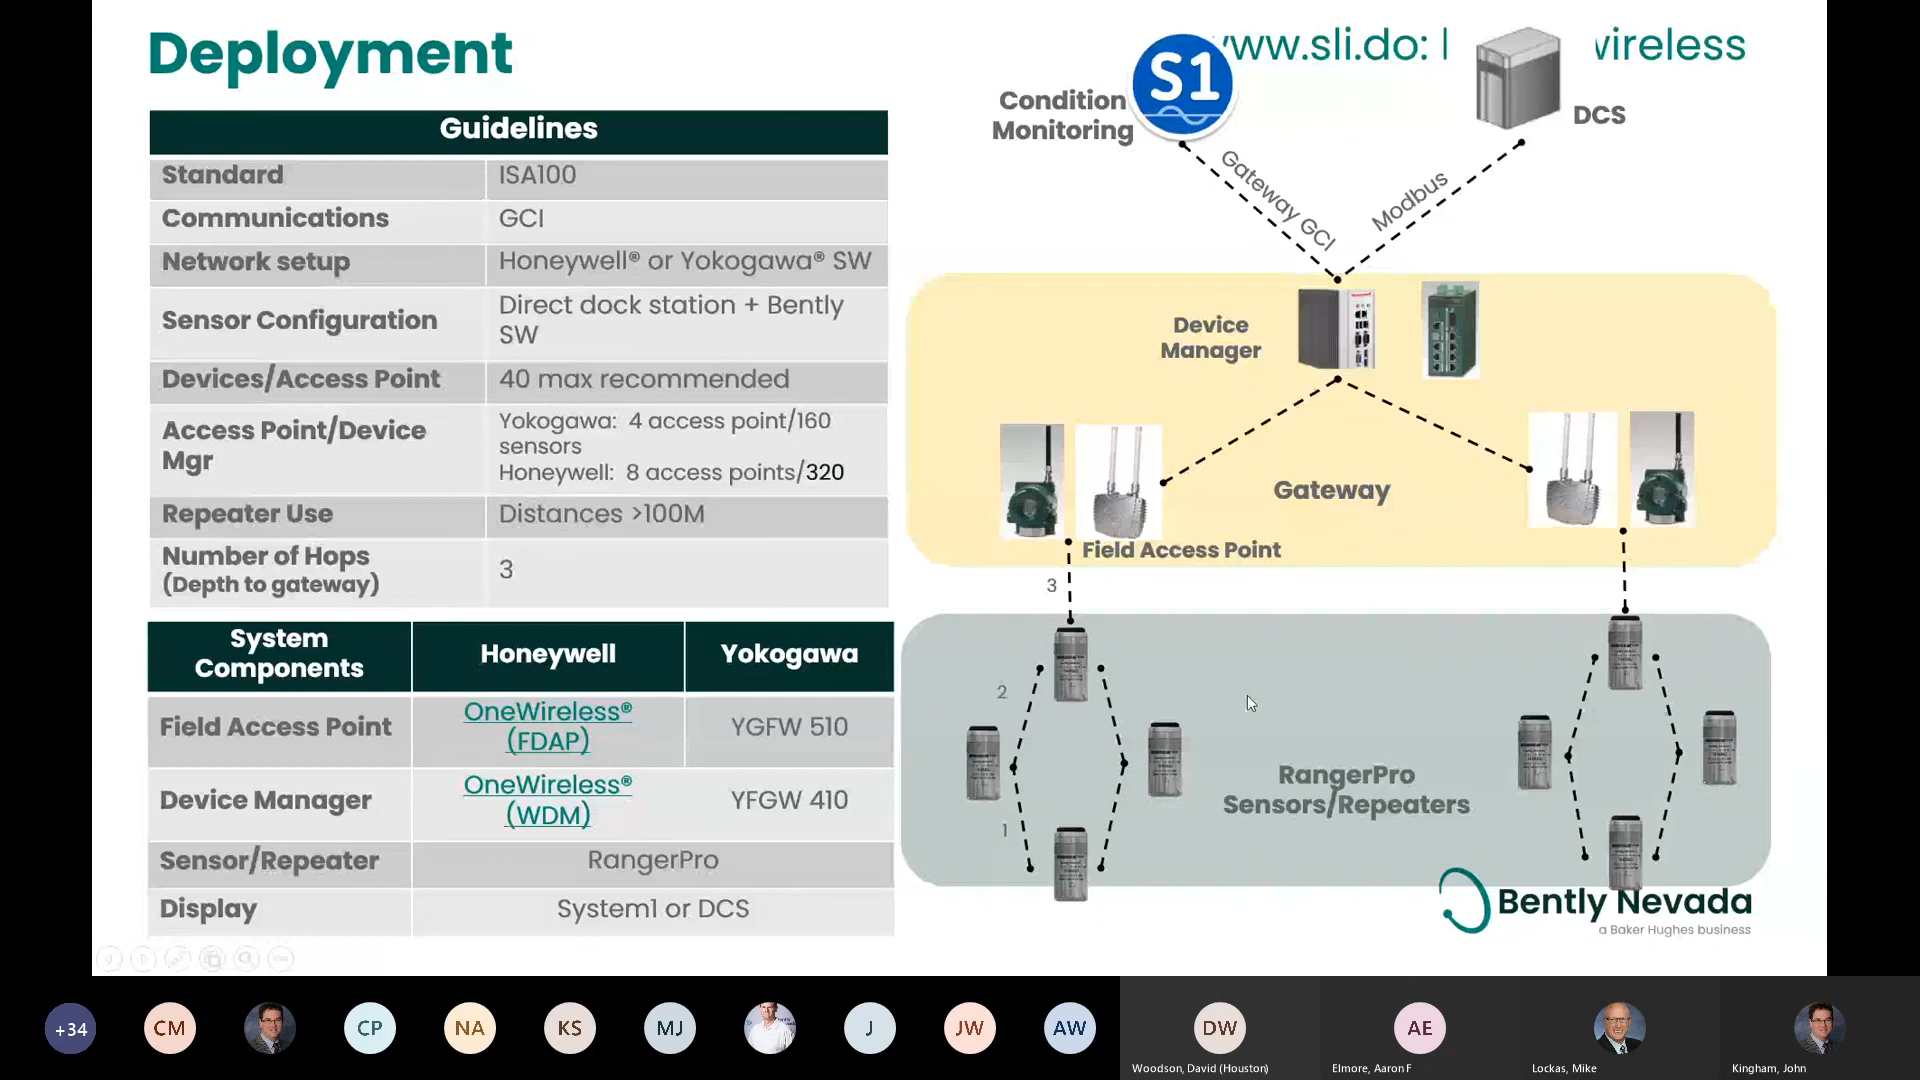 Deployment
www.sli.do:
wireless
S1
Condition
Monitoring
DCS
Gateway GCI
Modbus
Guidelines
Standard
ISA100
Communications
GCI
Network setup
Honeywell® or Yokogawa® SW
Sensor Configuration
Direct dock station + Bently
SW
Devices/Access Point
40 max recommended
Access Point/Device
Mgr
Yokogawa: 4 access point/160
sensors
Honeywell: 8 access points/320
Repeater Use
Distances >100M
Number of Hops
(Depth to gateway)
3
System
Components
Honeywell
Yokogawa
Field Access Point
OneWireless®
(FDAP)
YGFW 510
Device Manager
OneWireless®
(WDM)
YFGW 410
Sensor/Repeater
RangerPro
Display
System1 or DCS
Device
Manager
Gateway
Field Access Point
3
2
1
RangerPro
Sensors/Repeaters
Bently Nevada
a Baker Hughes business
+34
CM
CP
NA
KS
MJ
J
JW
AW
DW
AE
Woodson, David (Houston)
Elmore, Aaron F
Lockas, Mike
Kingham, John